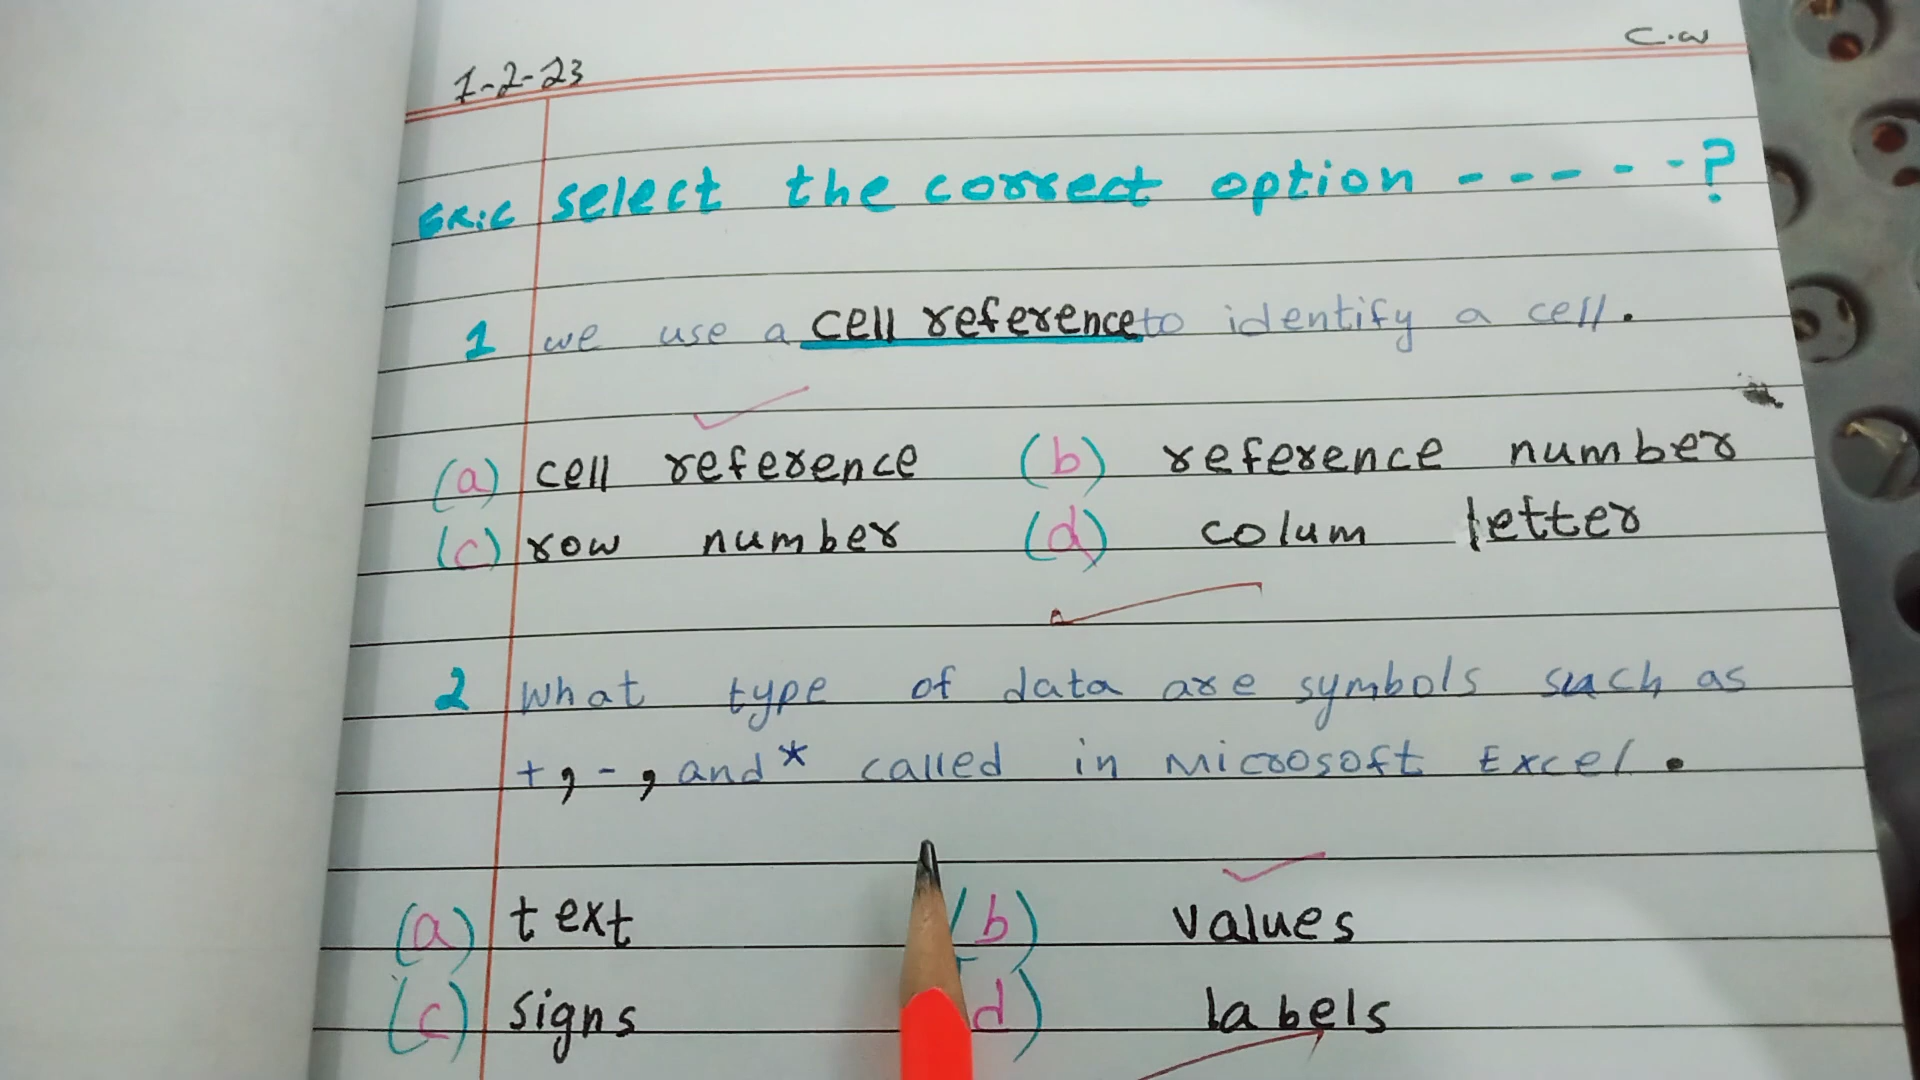 1-2-23
C.W
select the correct option ------?
1 we use a cell reference to identify a cell.
(a) cell reference (b) reference number
(c) row number (d) colum letter
2 What type of data are symbols such as
+, -, and * called in Microsoft Excel.
(a) text (b) values
(c) signs (d) labels